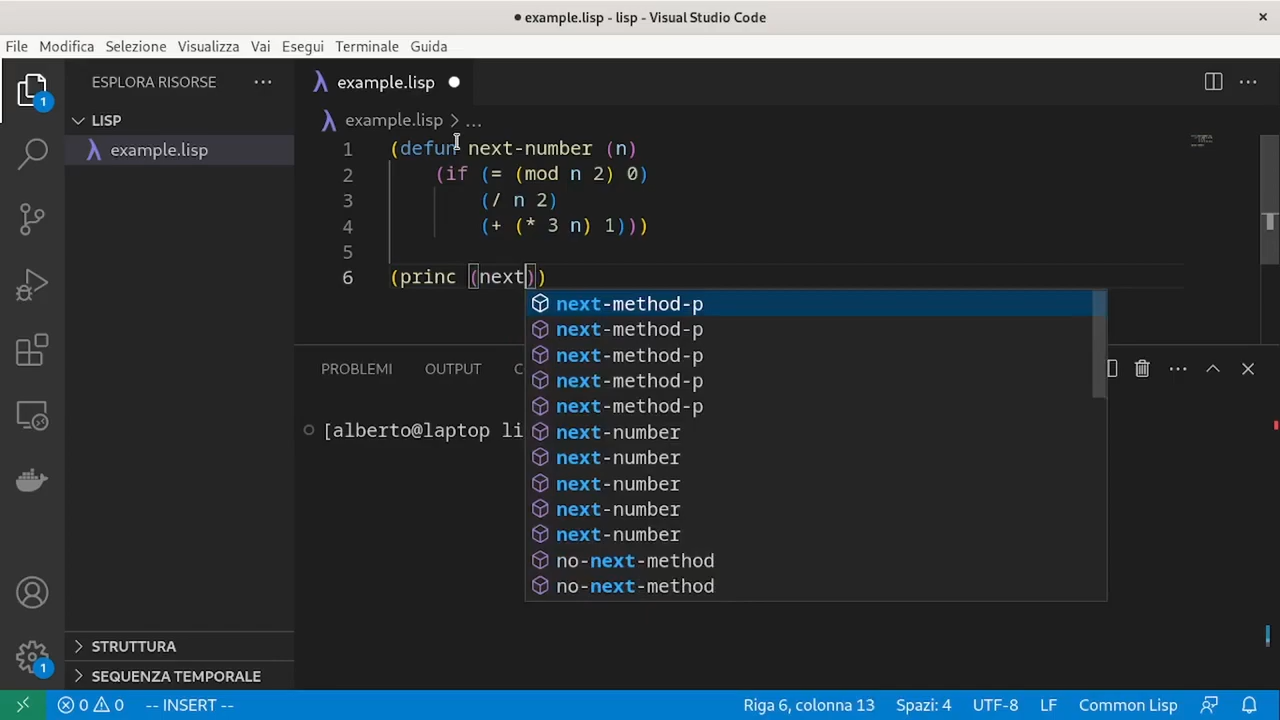 example.lisp - lisp - Visual Studio Code
File Modifica Selezione Visualizza Vai Esegui Terminale Guida
ESPLORA RISORSE
LISP
example.lisp
1
1
STRUTTURA
SEQUENZA TEMPORALE
example.lisp
example.lisp > ...
1 (defun next-number (n)
2 (if (= (mod n 2) 0)
3 (/ n 2)
4 (+ (* 3 n) 1)))
5
6 (princ (next))
next-method-p
next-method-p
next-method-p
next-method-p
next-method-p
next-number
next-number
next-number
next-number
next-number
no-next-method
no-next-method
PROBLEMI OUTPUT C
[alberto@laptop li
0 0 -- INSERT -- Riga 6, colonna 13 Spazi: 4 UTF-8 LF Common Lisp